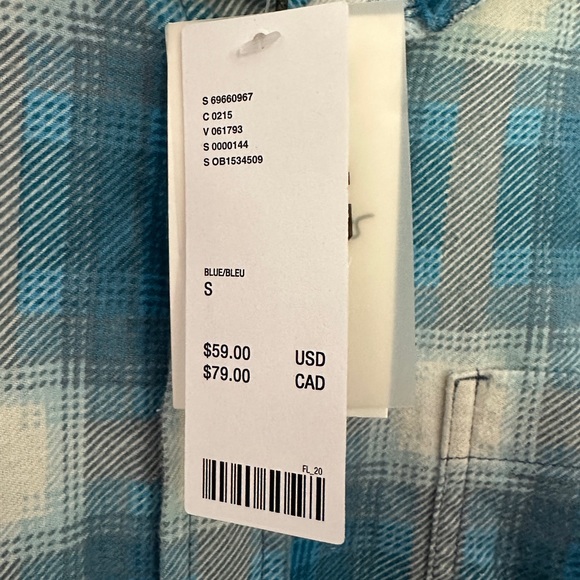 S 69660967
C 0215
V 061793
S 0000144
S OB1534509
BLUE/BLEU
S
$59.00 USD
$79.00 CAD
FL_20